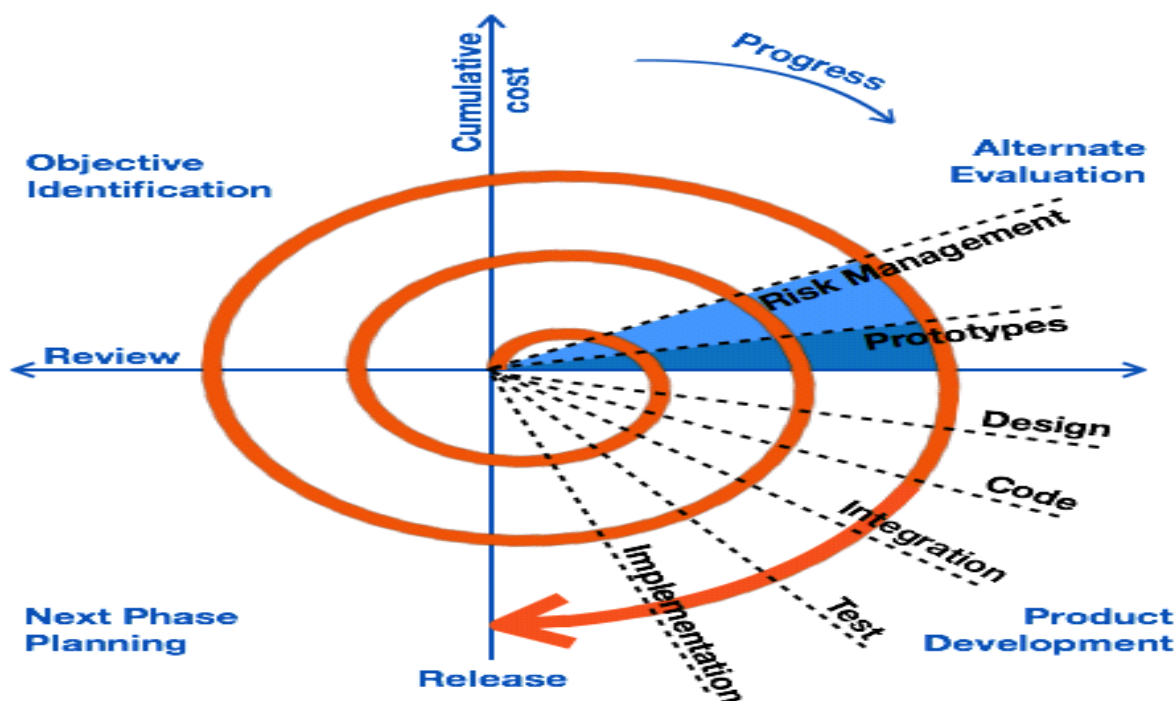 Cumulative
cost
Progress
Objective
Identification
Alternate
Evaluation
Risk Management
Prototypes
Review
Design
Code
Integration
Test
Implementation
Next Phase
Planning
Product
Development
Release